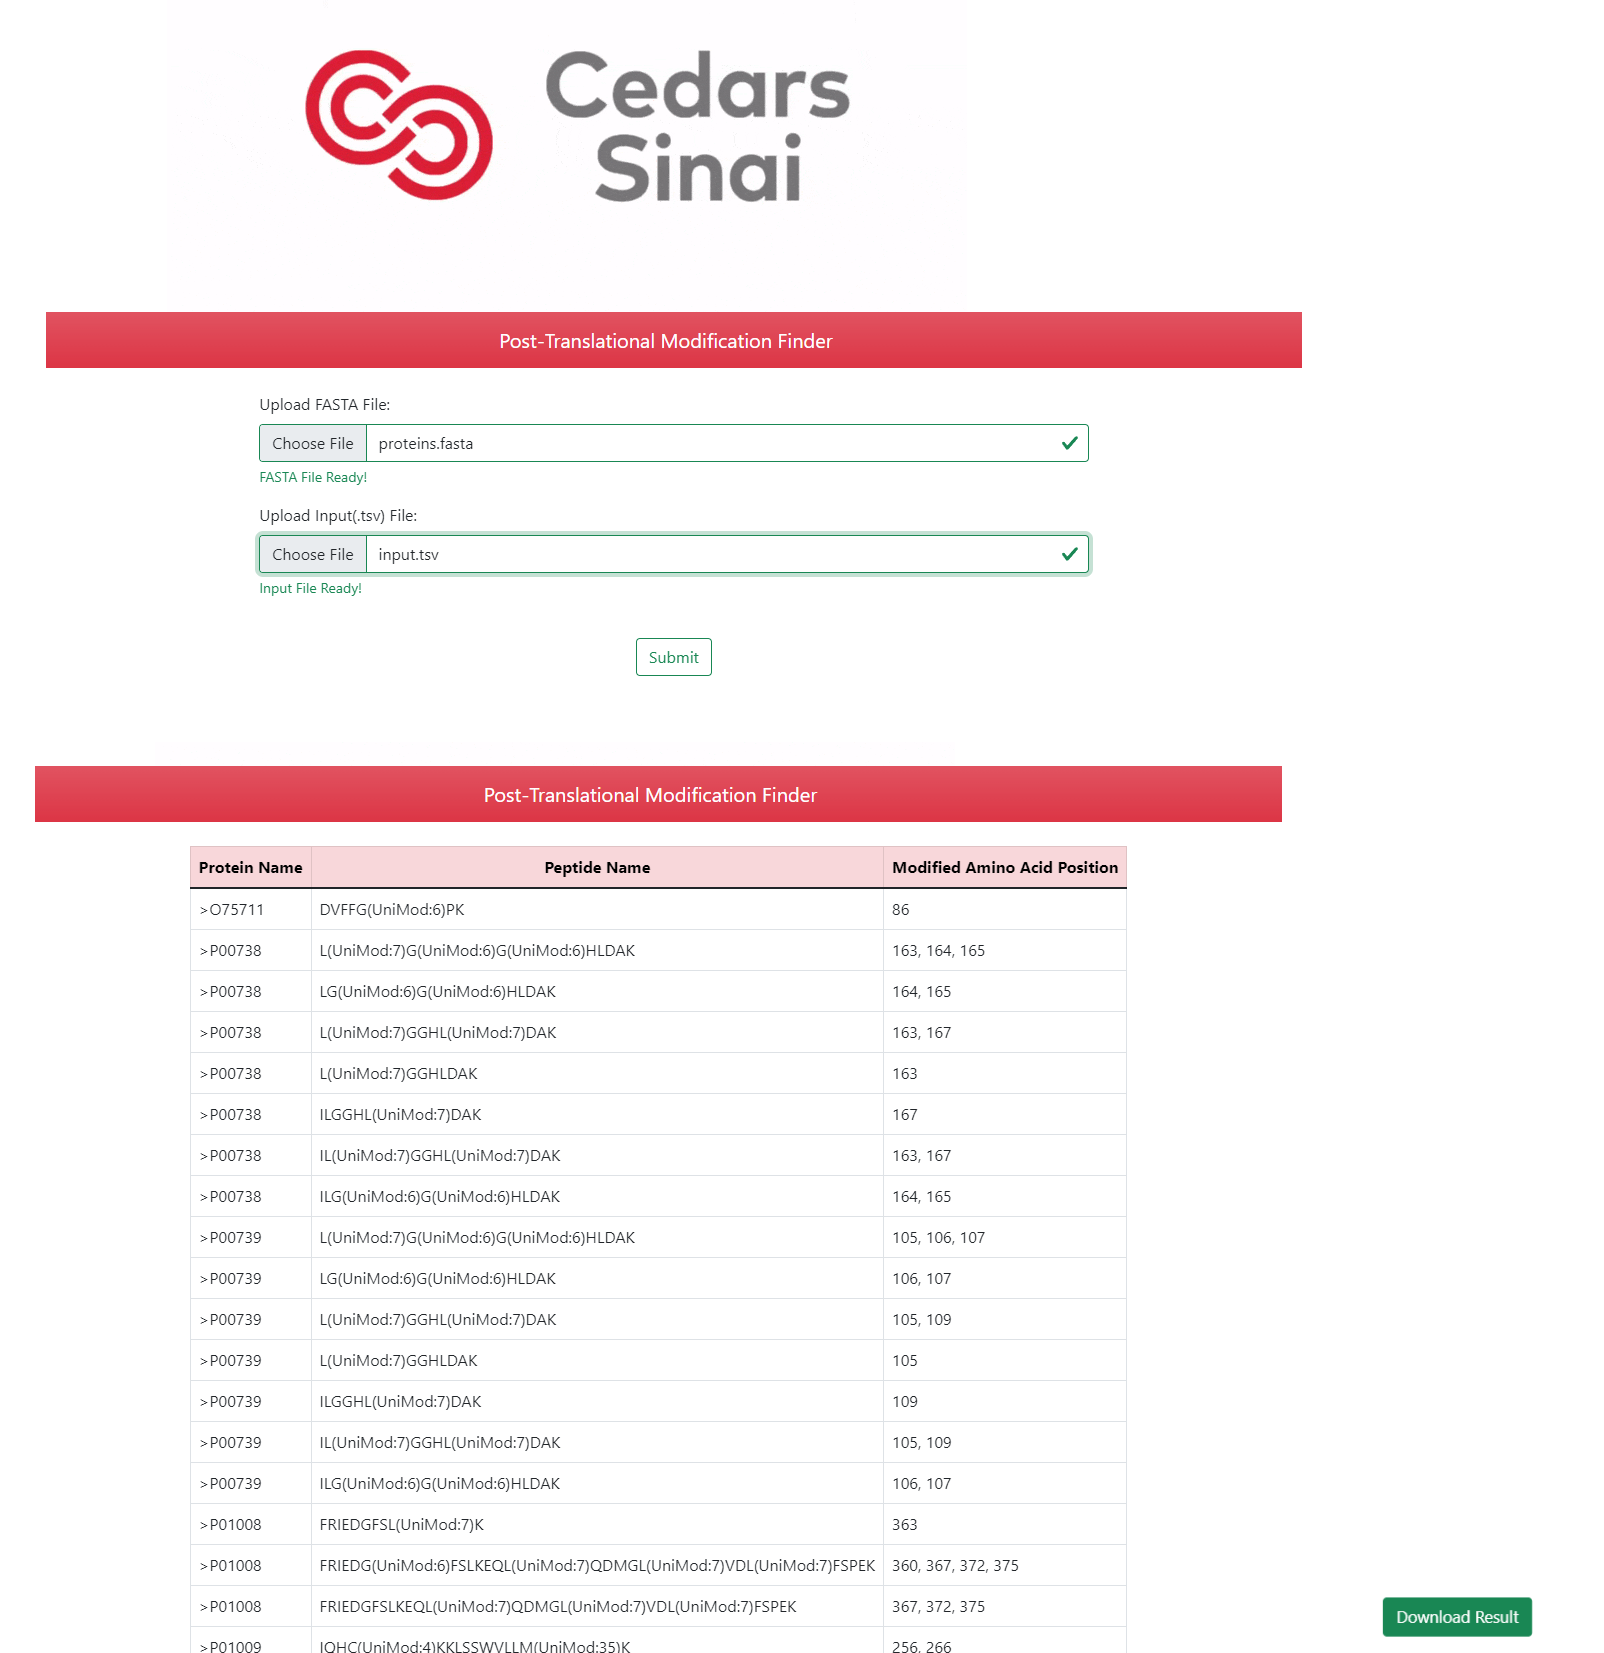 Cedars
Sinai
Post-Translational Modification Finder
Upload FASTA File:
Choose File proteins.fasta
FASTA File Ready!
Upload Input(.tsv) File:
Choose File input.tsv
Input File Ready!
Submit
Post-Translational Modification Finder
Protein Name Peptide Name Modified Amino Acid Position
>O75711 DVFFG(UniMod:6)PK 86
>P00738 L(UniMod:7)G(UniMod:6)G(UniMod:6)HLDAK 163, 164, 165
>P00738 LG(UniMod:6)G(UniMod:6)HLDAK 164, 165
>P00738 L(UniMod:7)GGHL(UniMod:7)DAK 163, 167
>P00738 L(UniMod:7)GGHLDAK 163
>P00738 ILGGHL(UniMod:7)DAK 167
>P00738 IL(UniMod:7)GGHL(UniMod:7)DAK 163, 167
>P00738 ILG(UniMod:6)G(UniMod:6)HLDAK 164, 165
>P00739 L(UniMod:7)G(UniMod:6)G(UniMod:6)HLDAK 105, 106, 107
>P00739 LG(UniMod:6)G(UniMod:6)HLDAK 106, 107
>P00739 L(UniMod:7)GGHL(UniMod:7)DAK 105, 109
>P00739 L(UniMod:7)GGHLDAK 105
>P00739 ILGGHL(UniMod:7)DAK 109
>P00739 IL(UniMod:7)GGHL(UniMod:7)DAK 105, 109
>P00739 ILG(UniMod:6)G(UniMod:6)HLDAK 106, 107
>P01008 FRIEDGFSL(UniMod:7)K 363
>P01008 FRIEDG(UniMod:6)FSLKEQL(UniMod:7)QDMGL(UniMod:7)VDL(UniMod:7)FSPEK 360, 367, 372, 375
>P01008 FRIEDGFSLKEQL(UniMod:7)QDMGL(UniMod:7)VDL(UniMod:7)FSPEK 367, 372, 375
>P01009 IQHC(UniMod:4)KKLSSWVLLM(UniMod:35)K 256, 266
Download Result